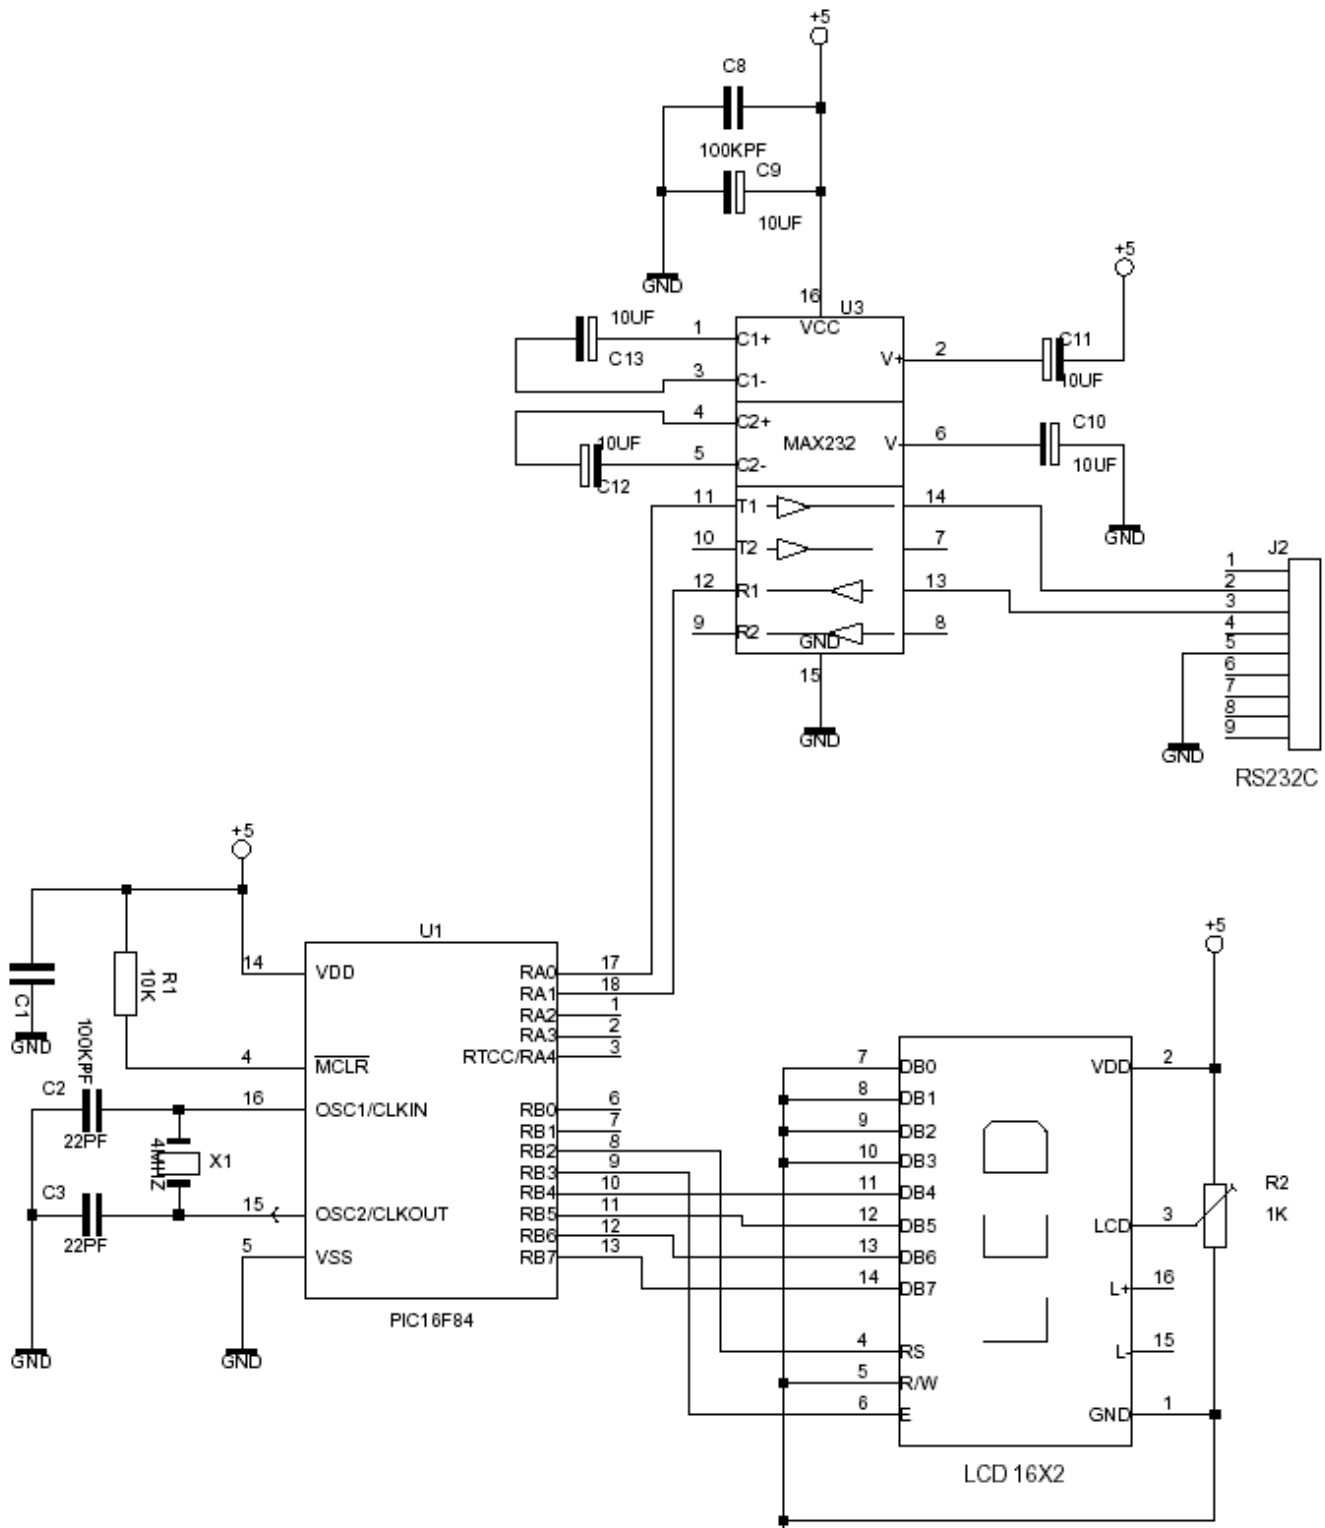 +5
C8
100KPF
C9
10UF
GND
+5
16
U3
VCC
10UF
1
C1+
C13
3
C1-
V+
2
C11
10UF
4
C2+
10UF
MAX232
V-
6
C10
10UF
5
C2-
C12
11
T1
14
GND
10
T2
7
12
R1
13
9
R2
8
GND
15
GND
J2
1
2
3
4
5
6
7
8
9
GND
RS232C
+5
U1
14
VDD
R1
10K
C1
GND
100KPF
4
MCLR
C2
22PF
16
OSC1/CLKIN
4MHZ
X1
C3
22PF
15
OSC2/CLKOUT
5
VSS
GND
GND
PIC16F84
RA0
17
RA1
18
RA2
1
RA3
2
RTCC/RA4
3
RB0
6
RB1
7
RB2
8
RB3
9
RB4
10
RB5
11
RB6
12
RB7
13
+5
7
DB0
8
DB1
9
DB2
10
DB3
11
DB4
12
DB5
13
DB6
14
DB7
4
RS
5
R/W
6
E
VDD
2
LCD
3
R2
1K
L+
16
L-
15
GND
1
LCD 16X2